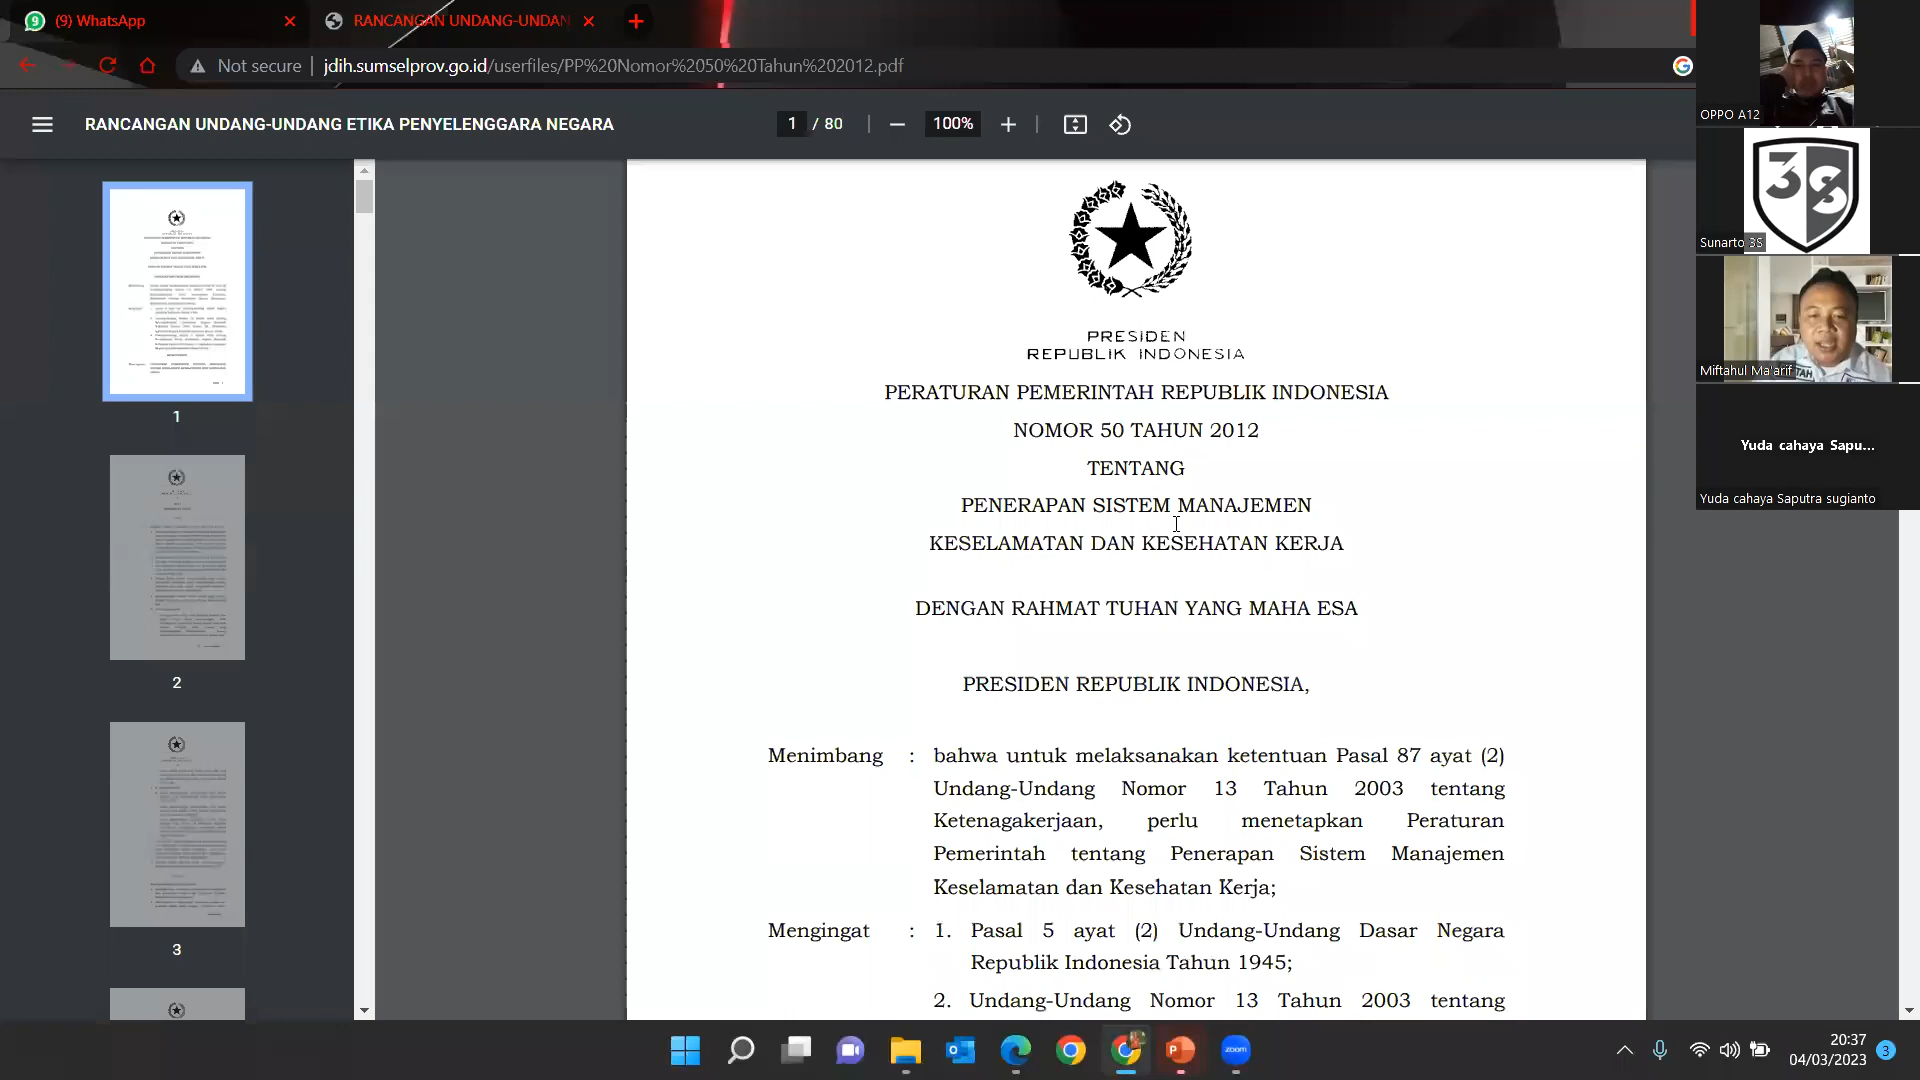 (9) WhatsApp
RANCANGAN UNDANG-UNDAN
Not secure
jdih.sumselprov.go.id/userfiles/PP%20Nomor%2050%20Tahun%202012.pdf
RANCANGAN UNDANG-UNDANG ETIKA PENYELENGGARA NEGARA
1 / 80
100%
1
2
3
PRESIDEN
REPUBLIK INDONESIA
PERATURAN PEMERINTAH REPUBLIK INDONESIA
NOMOR 50 TAHUN 2012
TENTANG
PENERAPAN SISTEM MANAJEMEN
KESELAMATAN DAN KESEHATAN KERJA
DENGAN RAHMAT TUHAN YANG MAHA ESA
PRESIDEN REPUBLIK INDONESIA,
Menimbang : bahwa untuk melaksanakan ketentuan Pasal 87 ayat (2)
Undang-Undang Nomor 13 Tahun 2003 tentang
Ketenagakerjaan, perlu menetapkan Peraturan
Pemerintah tentang Penerapan Sistem Manajemen
Keselamatan dan Kesehatan Kerja;
Mengingat : 1. Pasal 5 ayat (2) Undang-Undang Dasar Negara
Republik Indonesia Tahun 1945;
2. Undang-Undang Nomor 13 Tahun 2003 tentang
OPPO A12
3S
Sunarto 3S
Miftahul Ma'arif
TAH
Yuda cahaya Sapu...
Yuda cahaya Saputra sugianto
zoom
20:37
04/03/2023
3